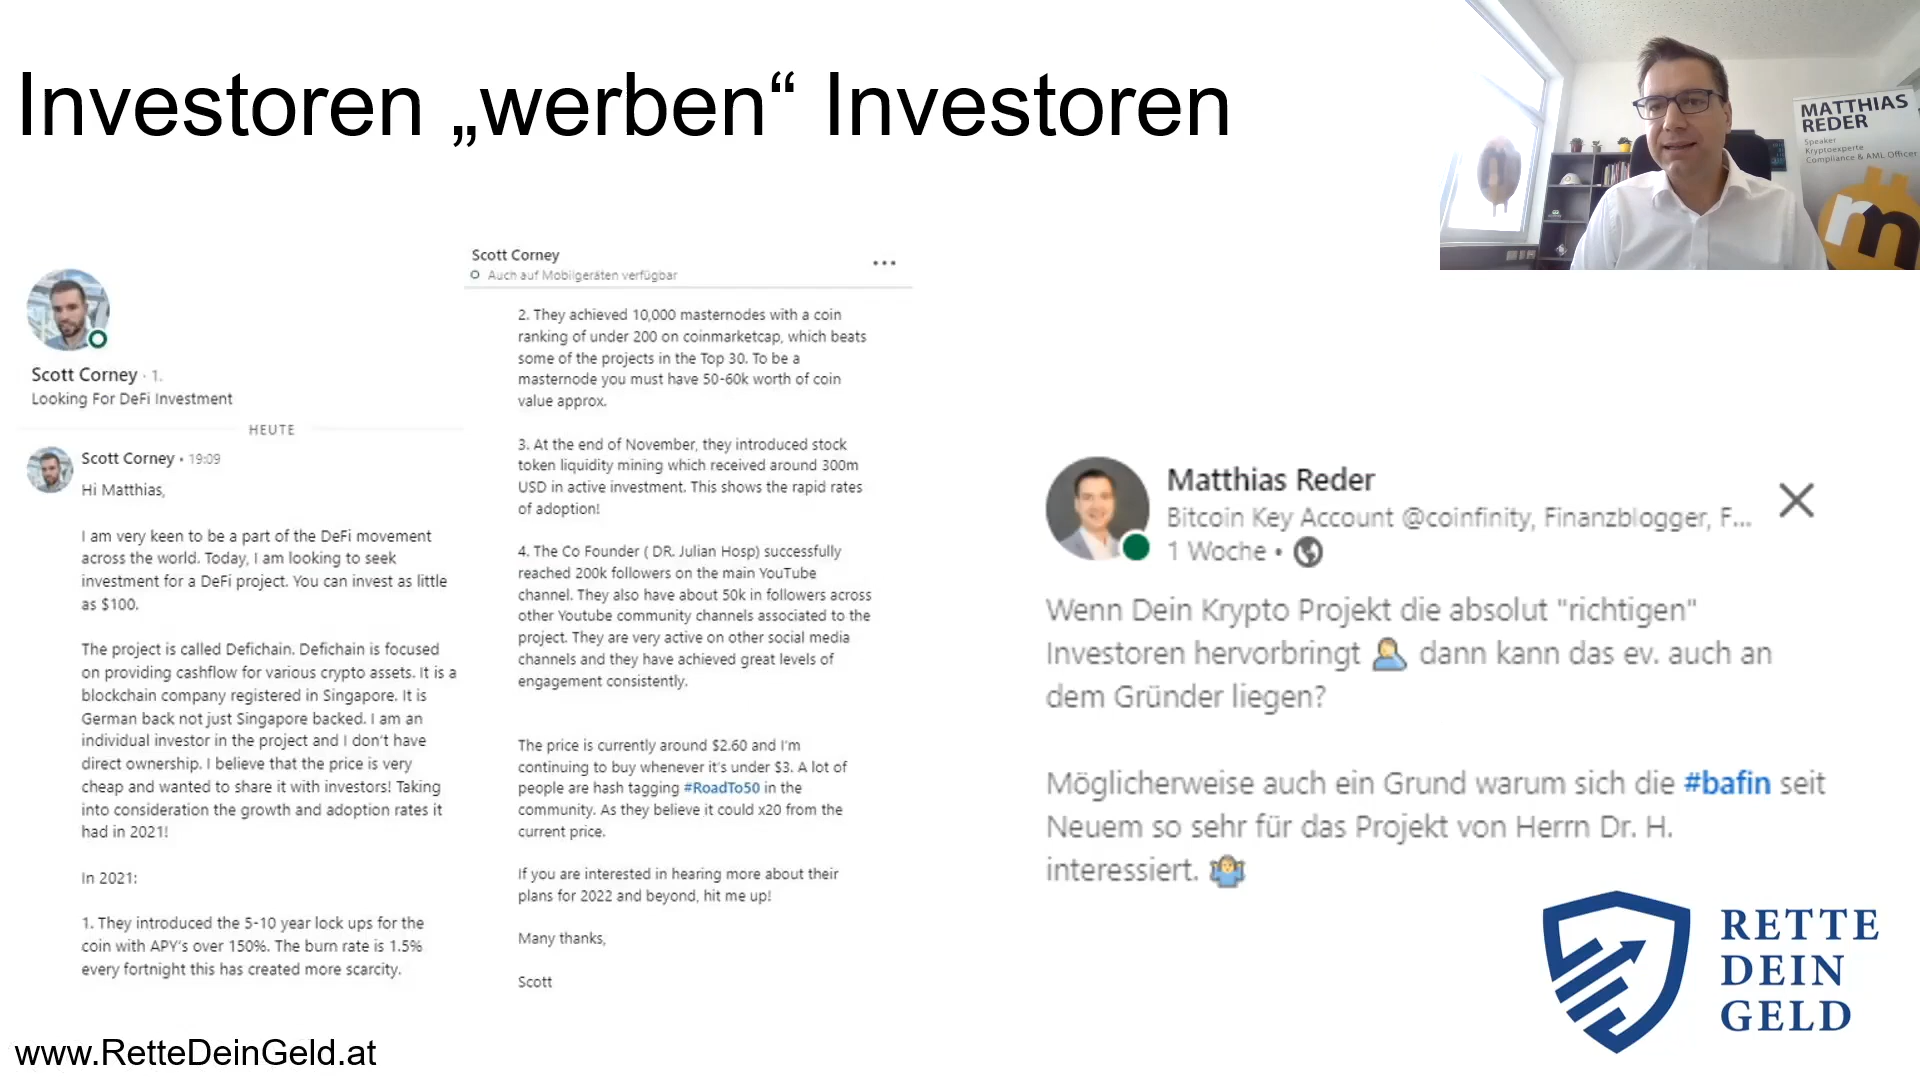 Investoren „werben“ Investoren
MATTHIAS
REDER
Speaker
Kryptoexperte
Compliance & AML Officer
Scott Corney · 1.
Looking For DeFi Investment
HEUTE
Scott Corney • 19:09
Hi Matthias,
I am very keen to be a part of the DeFi movement
across the world. Today, I am looking to seek
investment for a DeFi project. You can invest as little
as $100.
The project is called Defichain. Defichain is focused
on providing cashflow for various crypto assets. It is a
blockchain company registered in Singapore. It is
German back not just Singapore backed. I am an
individual investor in the project and I don't have
direct ownership. I believe that the price is very
cheap and wanted to share it with investors! Taking
into consideration the growth and adoption rates it
had in 2021!
In 2021:
1. They introduced the 5-10 year lock ups for the
coin with APY's over 150%. The burn rate is 1.5%
every fortnight this has created more scarcity.
Scott Corney
Auch auf Mobilgeräten verfügbar
2. They achieved 10,000 masternodes with a coin
ranking of under 200 on coinmarketcap, which beats
some of the projects in the Top 30. To be a
masternode you must have 50-60k worth of coin
value approx.
3. At the end of November, they introduced stock
token liquidity mining which received around 300m
USD in active investment. This shows the rapid rates
of adoption!
4. The Co Founder ( DR. Julian Hosp) successfully
reached 200k followers on the main YouTube
channel. They also have about 50k in followers across
other Youtube community channels associated to the
project. They are very active on other social media
channels and they have achieved great levels of
engagement consistently.
The price is currently around $2.60 and I'm
continuing to buy whenever it's under $3. A lot of
people are hash tagging #RoadTo50 in the
community. As they believe it could x20 from the
current price.
If you are interested in hearing more about their
plans for 2022 and beyond, hit me up!
Many thanks,
Scott
Matthias Reder
Bitcoin Key Account @coinfinity, Finanzblogger, F...
1 Woche •
Wenn Dein Krypto Projekt die absolut "richtigen"
Investoren hervorbringt 🤦 dann kann das ev. auch an
dem Gründer liegen?
Möglicherweise auch ein Grund warum sich die #bafin seit
Neuem so sehr für das Projekt von Herrn Dr. H.
interessiert. 🤷
RETTE
DEIN
GELD
www.RetteDeinGeld.at